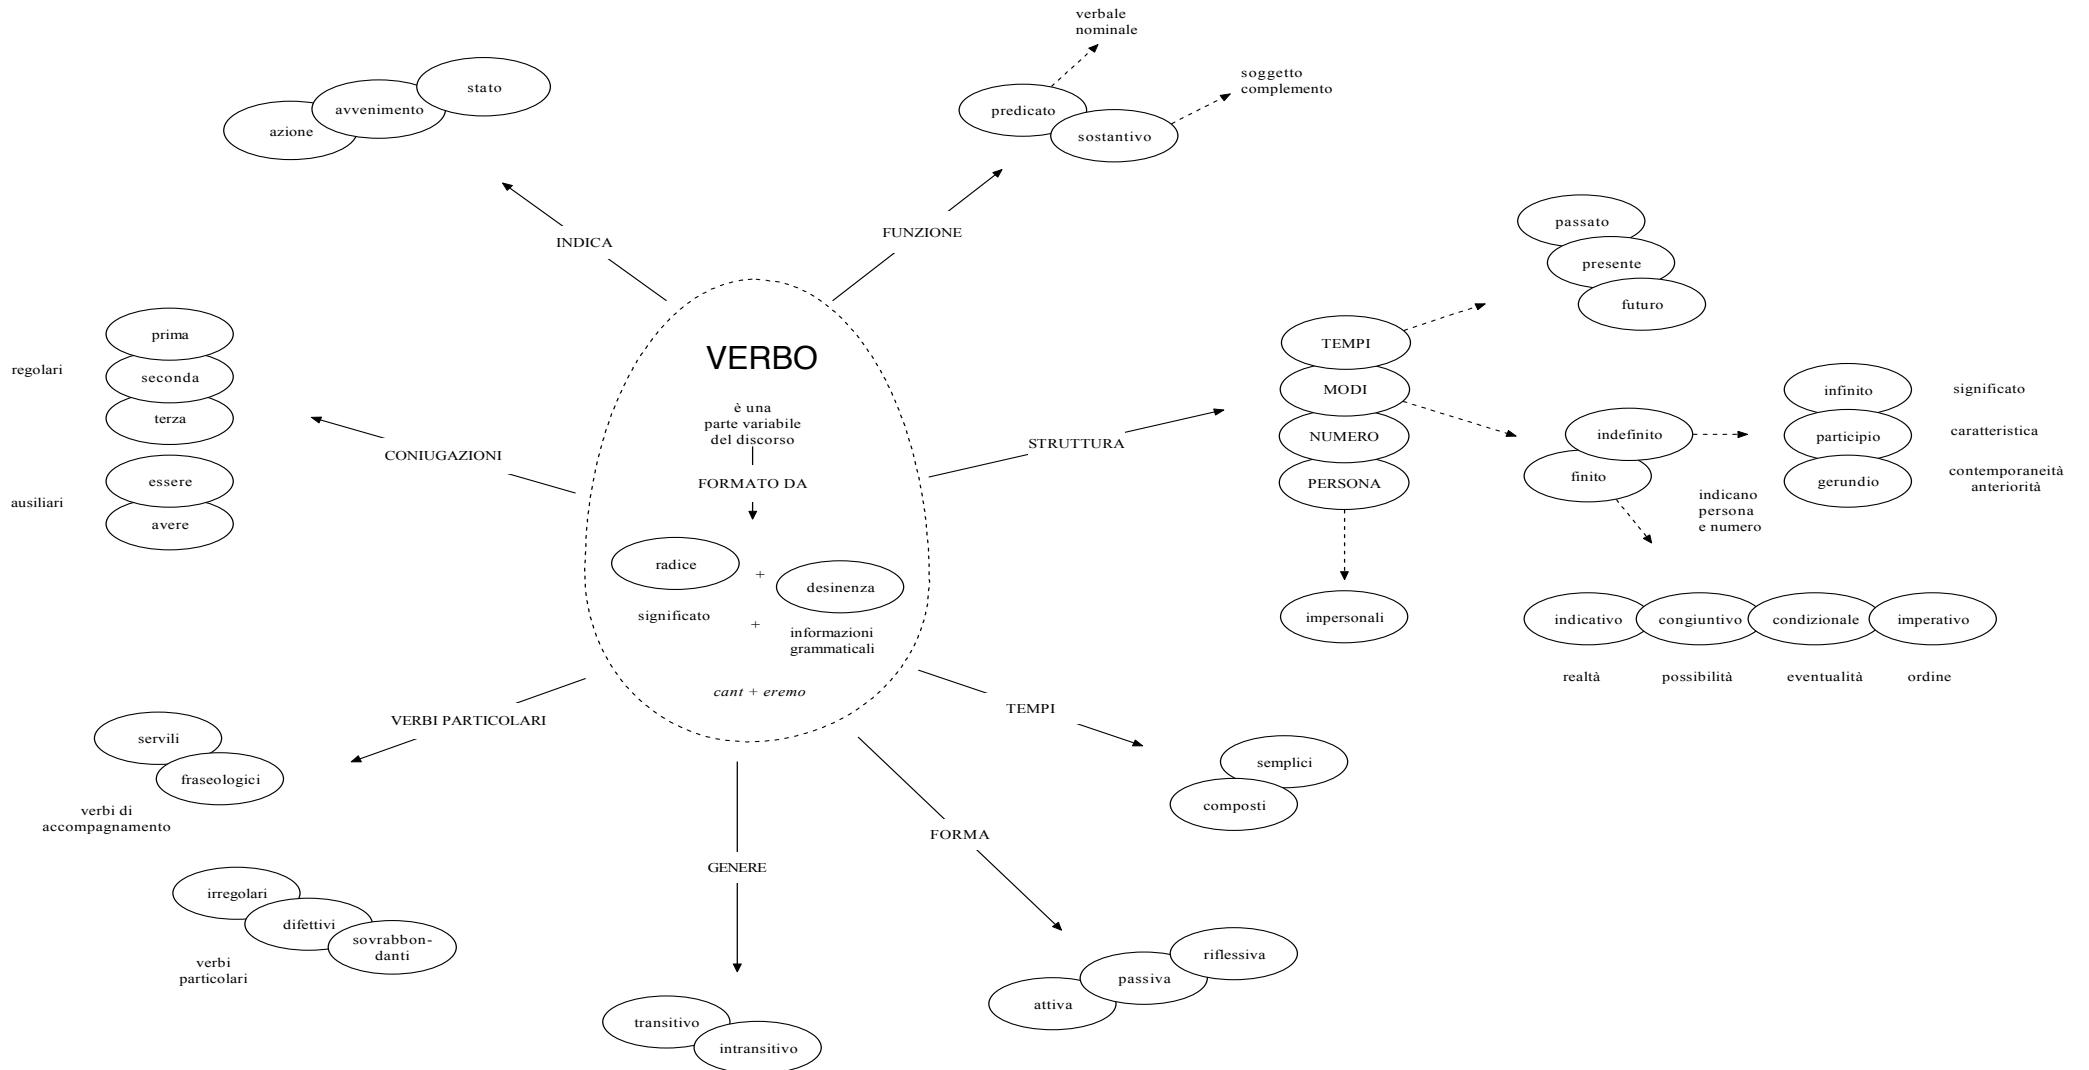 verbale
nominale
soggetto
complemento
stato
avvenimento
azione
predicato
sostantivo
INDICA
FUNZIONE
passato
presente
futuro
prima
seconda
terza
regolari
essere
avere
ausiliari
CONIUGAZIONI
VERBO
è una
parte variabile
del discorso
FORMATO DA
radice
+
desinenza
significato
+
informazioni
grammaticali
cant + eremo
STRUTTURA
TEMPI
MODI
NUMERO
PERSONA
impersonali
indefinito
finito
indicano
persona
e numero
infinito
significato
participio
caratteristica
gerundio
contemporaneità
anteriorità
indicativo
congiuntivo
condizionale
imperativo
realtà
possibilità
eventualità
ordine
VERBI PARTICOLARI
servili
fraseologici
verbi di
accompagnamento
irregolari
difettivi
sovrabbon-
danti
verbi
particolari
GENERE
transitivo
intransitivo
FORMA
attiva
passiva
riflessiva
TEMPI
semplici
composti